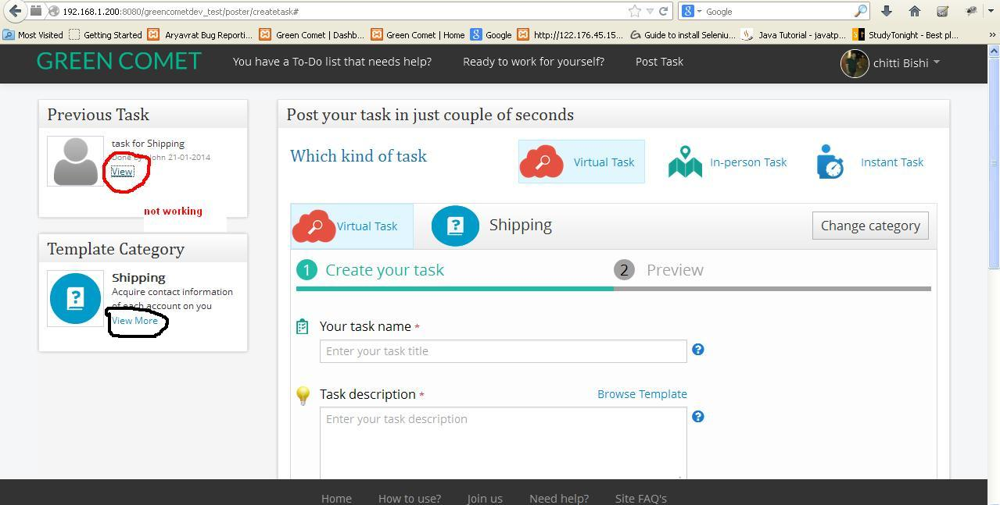 192.168.1.200:8080/greencometdev_test/poster/createtask#
Google
Most Visited Getting Started Aryavrat Bug Reporti... Green Comet | Dashb... Green Comet | Home Google http://122.176.45.15... Guide to install Seleniu... Java Tutorial - javatp... StudyTonight - Best pl...
GREEN COMET You have a To-Do list that needs help? Ready to work for yourself? Post Task chitti Bishi
Previous Task
task for Shipping
Done by John 21-01-2014
View
not working
Template Category
Shipping
Acquire contact information
of each account on you
View More
Post your task in just couple of seconds
Which kind of task Virtual Task In-person Task Instant Task
Virtual Task Shipping Change category
1 Create your task 2 Preview
Your task name *
Enter your task title
Task description * Browse Template
Enter your task description
Home How to use? Join us Need help? Site FAQ's